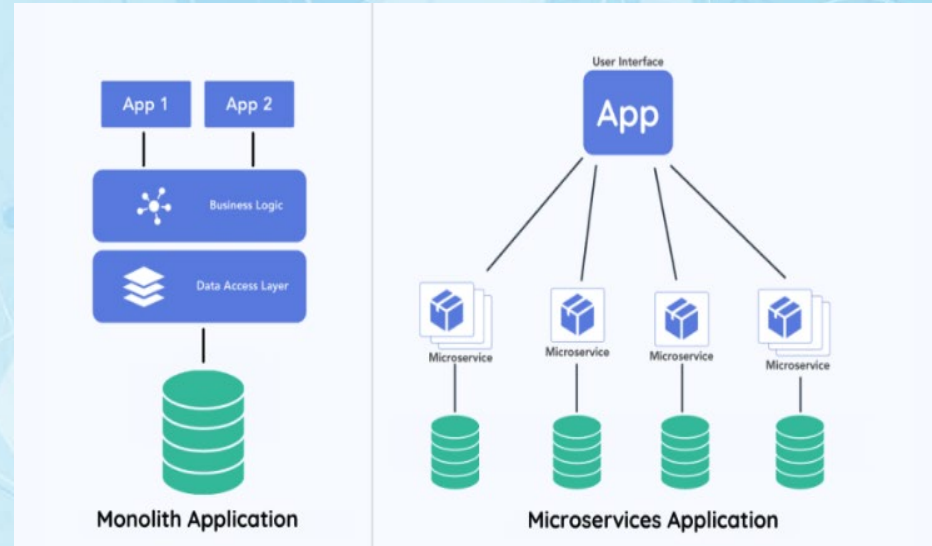 App 1
App 2
Business Logic
Data Access Layer
Monolith Application
User Interface
App
Microservice
Microservice
Microservice
Microservice
Microservices Application